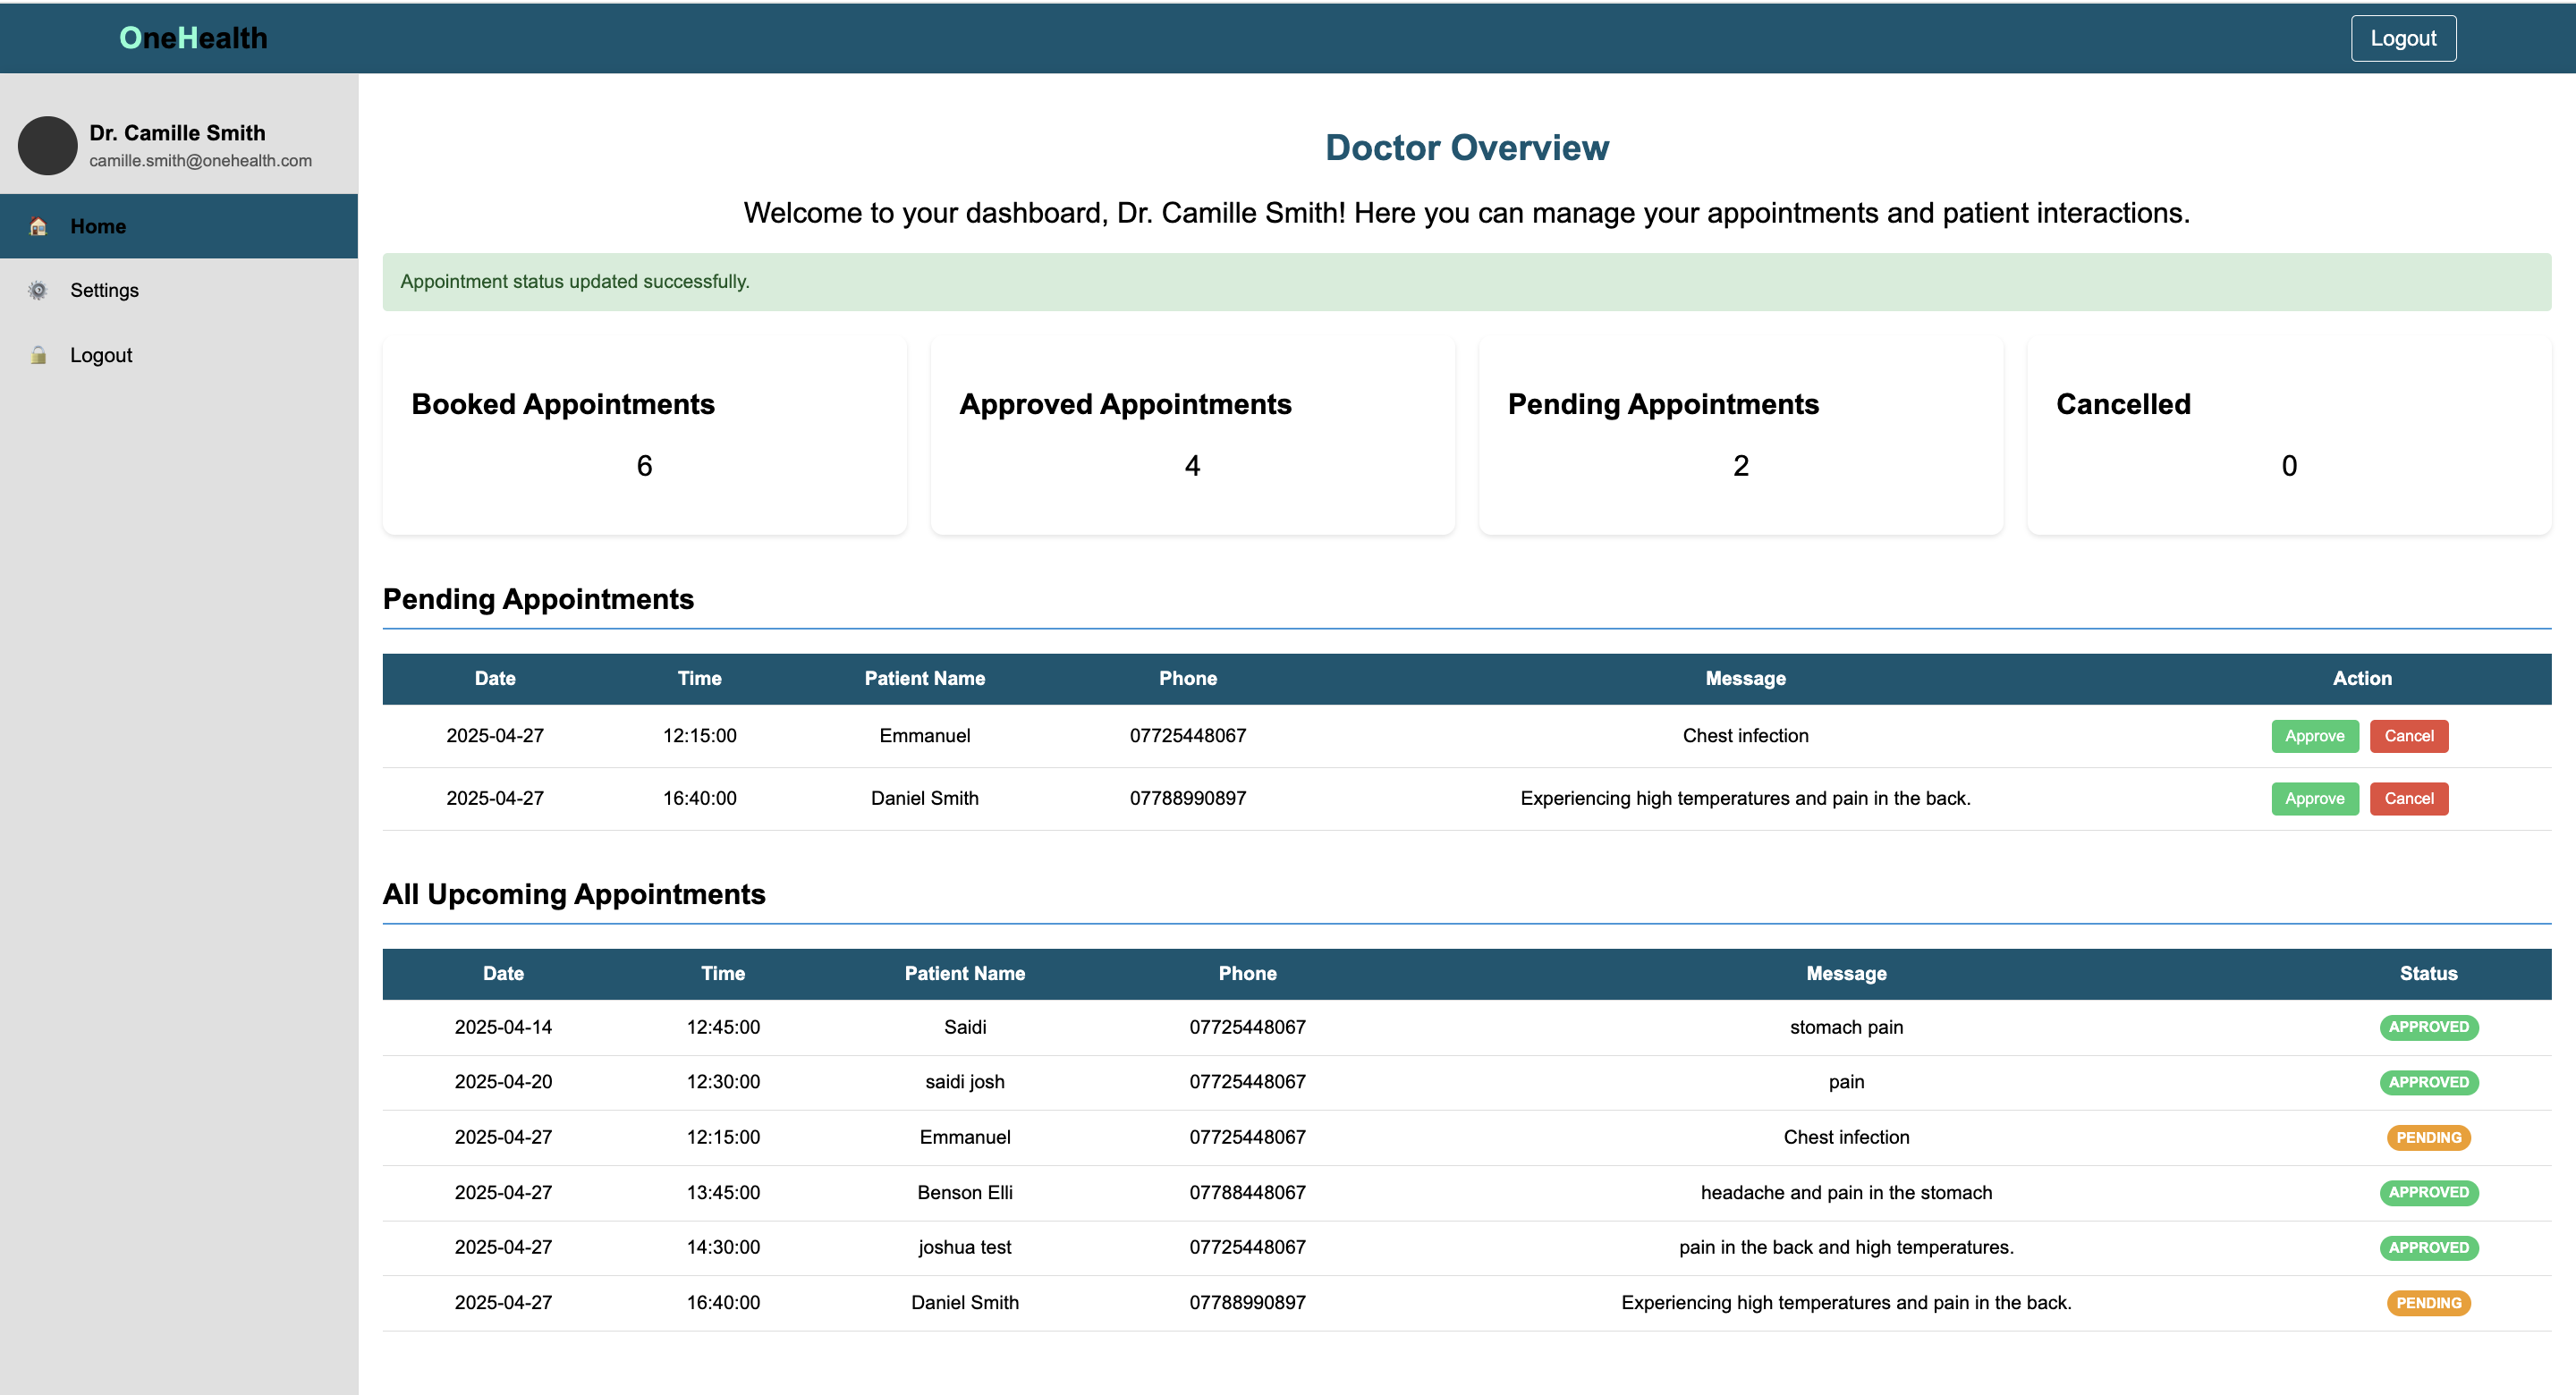 OneHealth
Logout
Dr. Camille Smith
camille.smith@onehealth.com
Home
Settings
Logout
Doctor Overview
Welcome to your dashboard, Dr. Camille Smith! Here you can manage your appointments and patient interactions.
Appointment status updated successfully.
Booked Appointments
6
Approved Appointments
4
Pending Appointments
2
Cancelled
0
Pending Appointments
Date Time Patient Name Phone Message Action
2025-04-27 12:15:00 Emmanuel 07725448067 Chest infection Approve Cancel
2025-04-27 16:40:00 Daniel Smith 07788990897 Experiencing high temperatures and pain in the back. Approve Cancel
All Upcoming Appointments
Date Time Patient Name Phone Message Status
2025-04-14 12:45:00 Saidi 07725448067 stomach pain APPROVED
2025-04-20 12:30:00 saidi josh 07725448067 pain APPROVED
2025-04-27 12:15:00 Emmanuel 07725448067 Chest infection PENDING
2025-04-27 13:45:00 Benson Elli 07788448067 headache and pain in the stomach APPROVED
2025-04-27 14:30:00 joshua test 07725448067 pain in the back and high temperatures. APPROVED
2025-04-27 16:40:00 Daniel Smith 07788990897 Experiencing high temperatures and pain in the back. PENDING